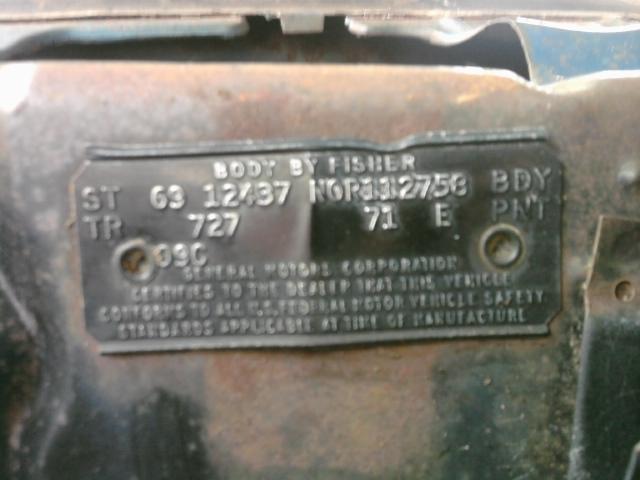 BODY BY FISHER
ST 69 12437 NOR112758 BDY
TR 727 71 E PNT
09C
GENERAL MOTORS CORPORATION
CERTIFIES TO THE DEALER THAT THIS VEHICLE
CONFORMS TO ALL U.S. FEDERAL MOTOR VEHICLE SAFETY
STANDARDS APPLICABLE AT TIME OF MANUFACTURE